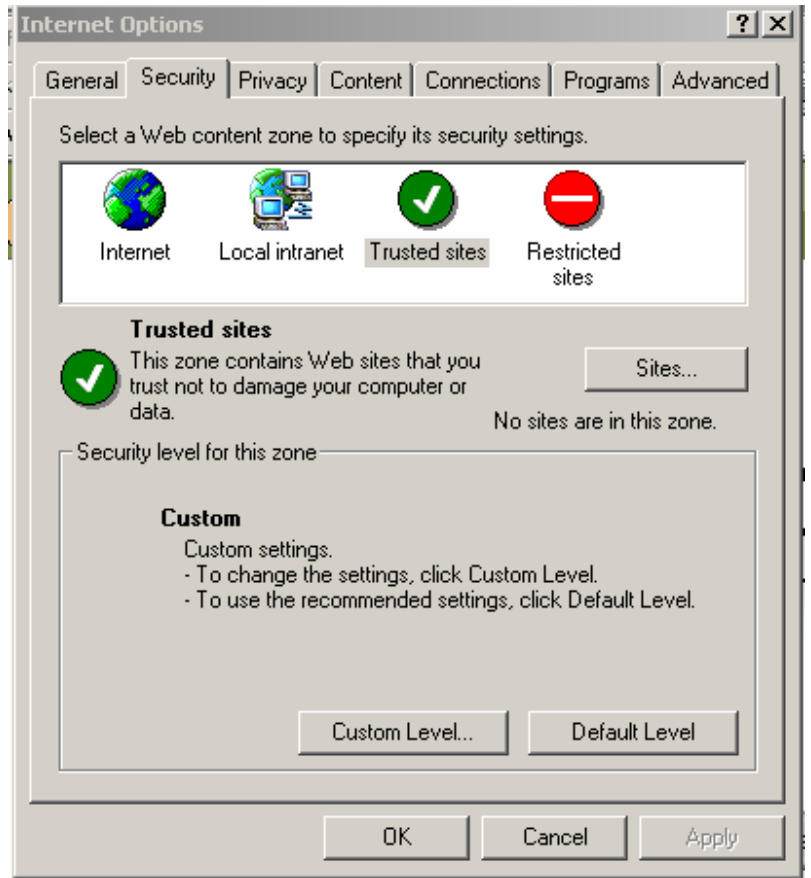 Internet Options
? X
General Security Privacy Content Connections Programs Advanced
Select a Web content zone to specify its security settings.
Internet Local intranet Trusted sites Restricted
sites
Trusted sites
This zone contains Web sites that you
trust not to damage your computer or
data.
Sites...
No sites are in this zone.
Security level for this zone
Custom
Custom settings.
- To change the settings, click Custom Level.
- To use the recommended settings, click Default Level.
Custom Level... Default Level
OK Cancel Apply